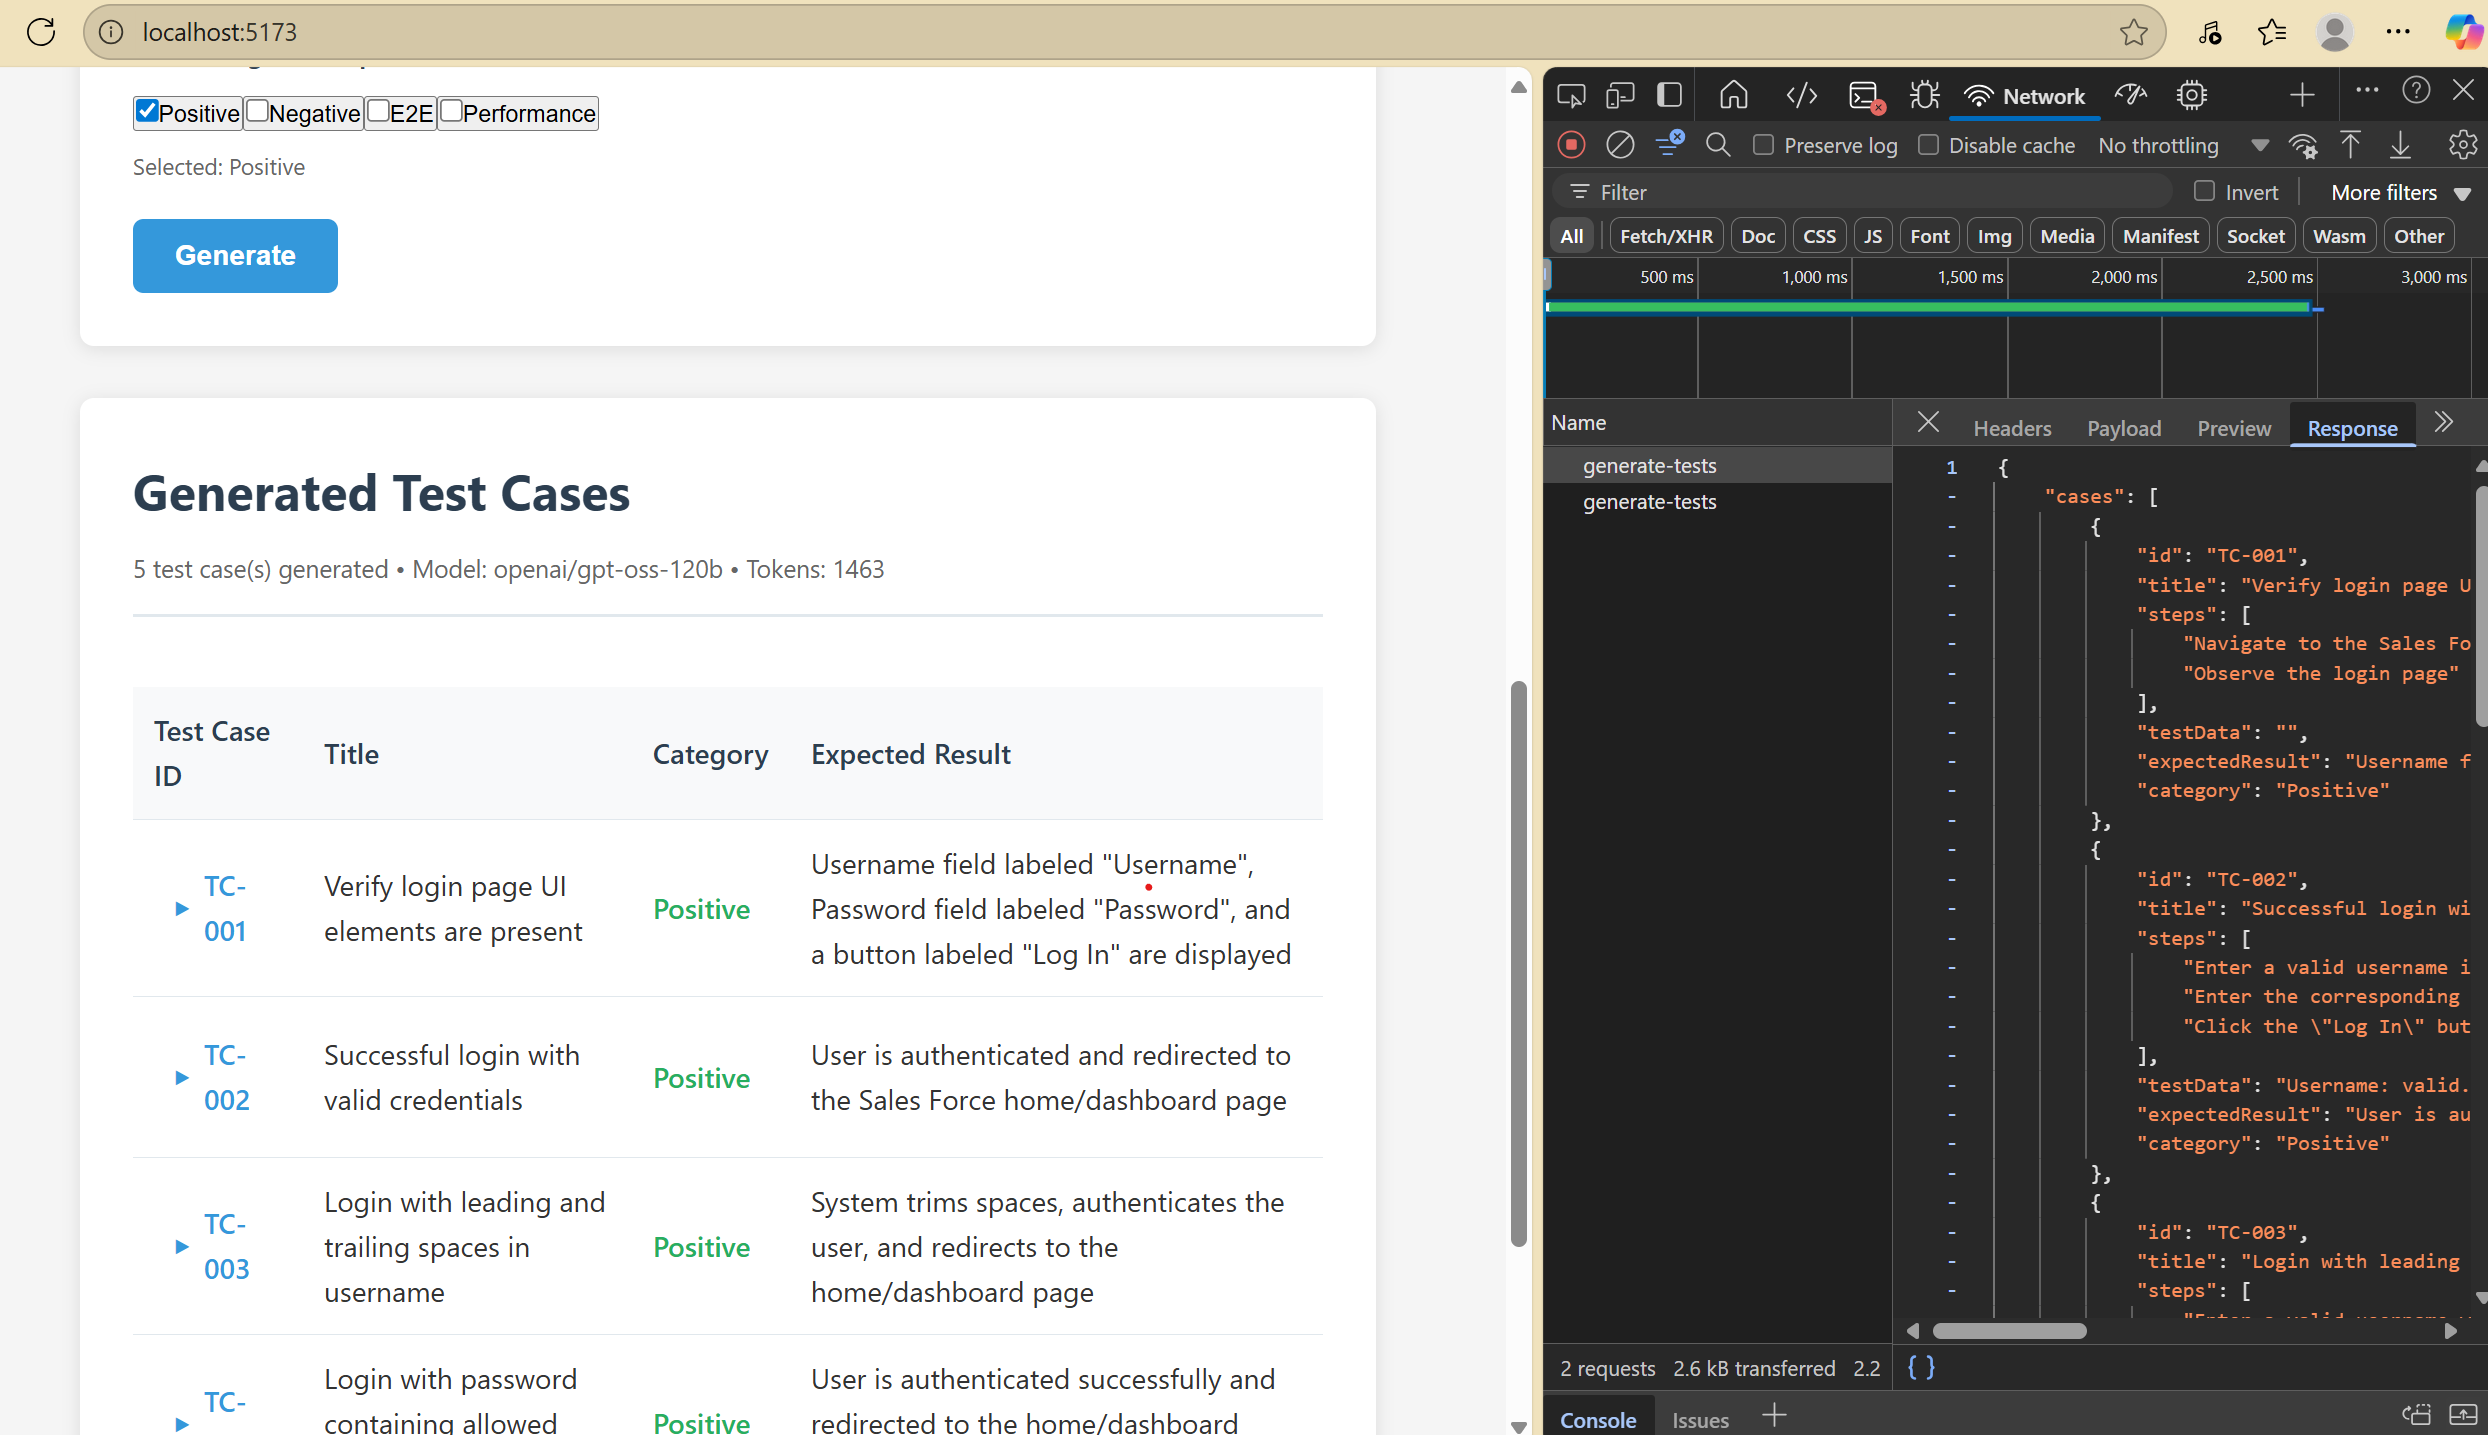 localhost:5173
Positive Negative E2E Performance
Selected: Positive
Generate
Generated Test Cases
5 test case(s) generated • Model: openai/gpt-oss-120b • Tokens: 1463
Test Case ID
Title
Category
Expected Result
TC-001
Verify login page UI elements are present
Positive
Username field labeled "Username",
Password field labeled "Password", and
a button labeled "Log In" are displayed
TC-002
Successful login with valid credentials
Positive
User is authenticated and redirected to
the Sales Force home/dashboard page
TC-003
Login with leading and
trailing spaces in
username
Positive
System trims spaces, authenticates the
user, and redirects to the
home/dashboard page
TC-
Login with password
containing allowed
Positive
User is authenticated successfully and
redirected to the home/dashboard
Network
Preserve log Disable cache No throttling
Filter Invert More filters
All Fetch/XHR Doc CSS JS Font Img Media Manifest Socket Wasm Other
500 ms 1,000 ms 1,500 ms 2,000 ms 2,500 ms 3,000 ms
Name
generate-tests
generate-tests
Headers Payload Preview Response
1 {
- "cases": [
- {
- "id": "TC-001",
- "title": "Verify login page U
- "steps": [
- "Navigate to the Sales Fo
- "Observe the login page"
- ],
- "testData": "",
- "expectedResult": "Username f
- "category": "Positive"
- },
- {
- "id": "TC-002",
- "title": "Successful login wi
- "steps": [
- "Enter a valid username i
- "Enter the corresponding
- "Click the \"Log In\" but
- ],
- "testData": "Username: valid.
- "expectedResult": "User is au
- "category": "Positive"
- },
- {
- "id": "TC-003",
- "title": "Login with leading
- "steps": [
2 requests 2.6 kB transferred 2.2
{ }
Console Issues